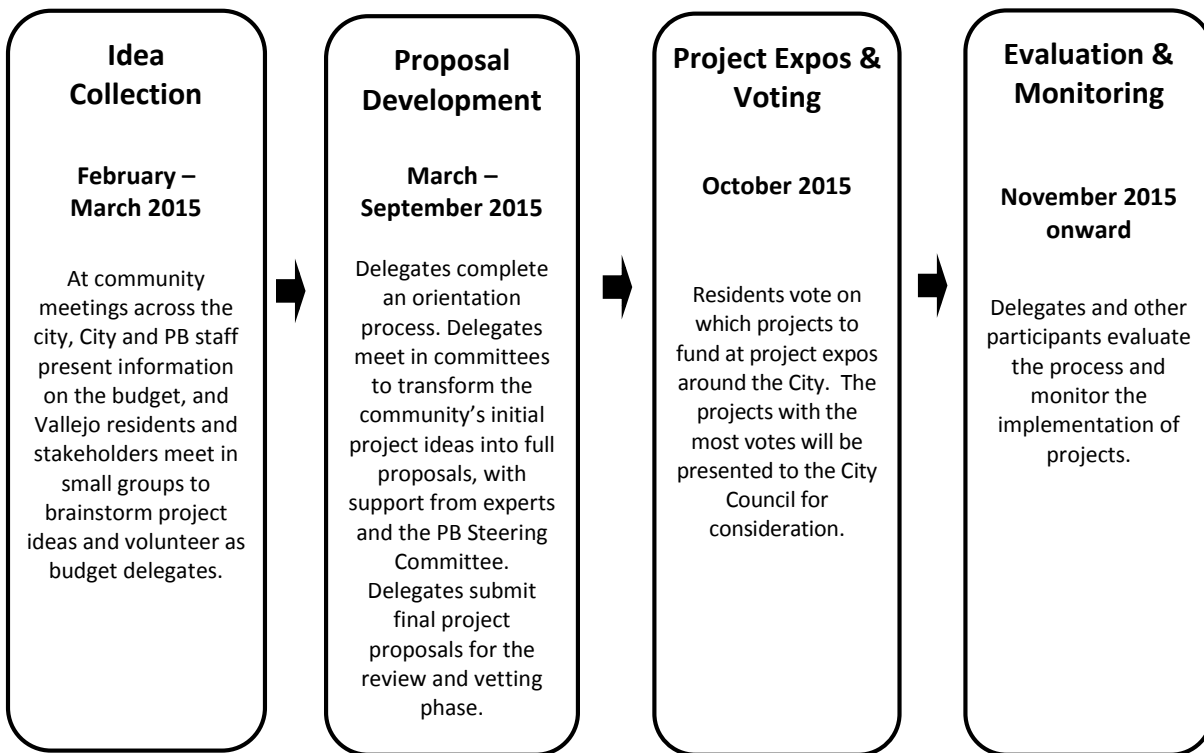 Idea
Collection
February –
March 2015
At community
meetings across the
city, City and PB staff
present information
on the budget, and
Vallejo residents and
stakeholders meet in
small groups to
brainstorm project
ideas and volunteer as
budget delegates.
Proposal
Development
March –
September 2015
Delegates complete
an orientation
process. Delegates
meet in committees
to transform the
community’s initial
project ideas into full
proposals, with
support from experts
and the PB Steering
Committee.
Delegates submit
final project
proposals for the
review and vetting
phase.
Project Expos &
Voting
October 2015
Residents vote on
which projects to
fund at project expos
around the City.  The
projects with the
most votes will be
presented to the City
Council for
consideration.
Evaluation &
Monitoring
November 2015
onward
Delegates and other
participants evaluate
the process and
monitor the
implementation of
projects.